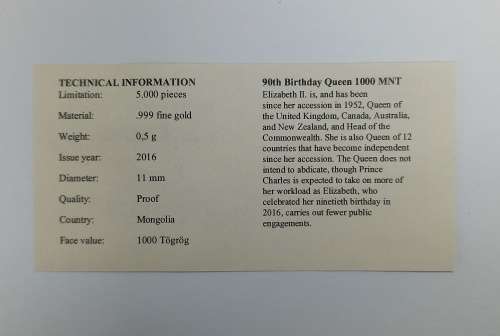 TECHNICAL INFORMATION
Limitation: 5.000 pieces
Material: .999 fine gold
Weight: 0,5 g
Issue year: 2016
Diameter: 11 mm
Quality: Proof
Country: Mongolia
Face value: 1000 Tögrög
90th Birthday Queen 1000 MNT
Elizabeth II. is, and has been
since her accession in 1952, Queen of
the United Kingdom, Canada, Australia,
and New Zealand, and Head of the
Commonwealth. She is also Queen of 12
countries that have become independent
since her accession. The Queen does not
intend to abdicate, though Prince
Charles is expected to take on more of
her workload as Elizabeth, who
celebrated her ninetieth birthday in
2016, carries out fewer public
engagements.